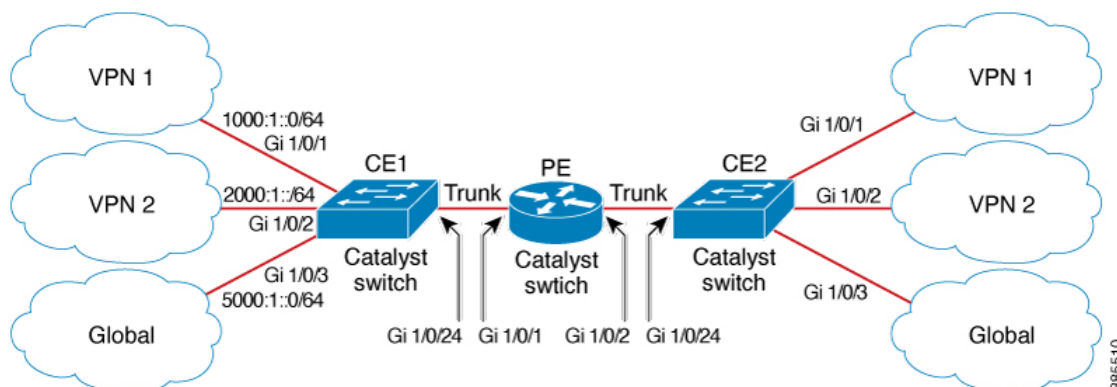 VPN 1
1000:1::0/64
Gi 1/0/1
VPN 2
2000:1::/64
Gi 1/0/2
Gi 1/0/3
5000:1::0/64
Global
CE1
Catalyst
switch
Trunk
PE
Catalyst
swtich
Trunk
CE2
Catalyst
switch
Gi 1/0/24
Gi 1/0/1
Gi 1/0/2
Gi 1/0/24
Gi 1/0/1
VPN 1
Gi 1/0/2
VPN 2
Gi 1/0/3
Global